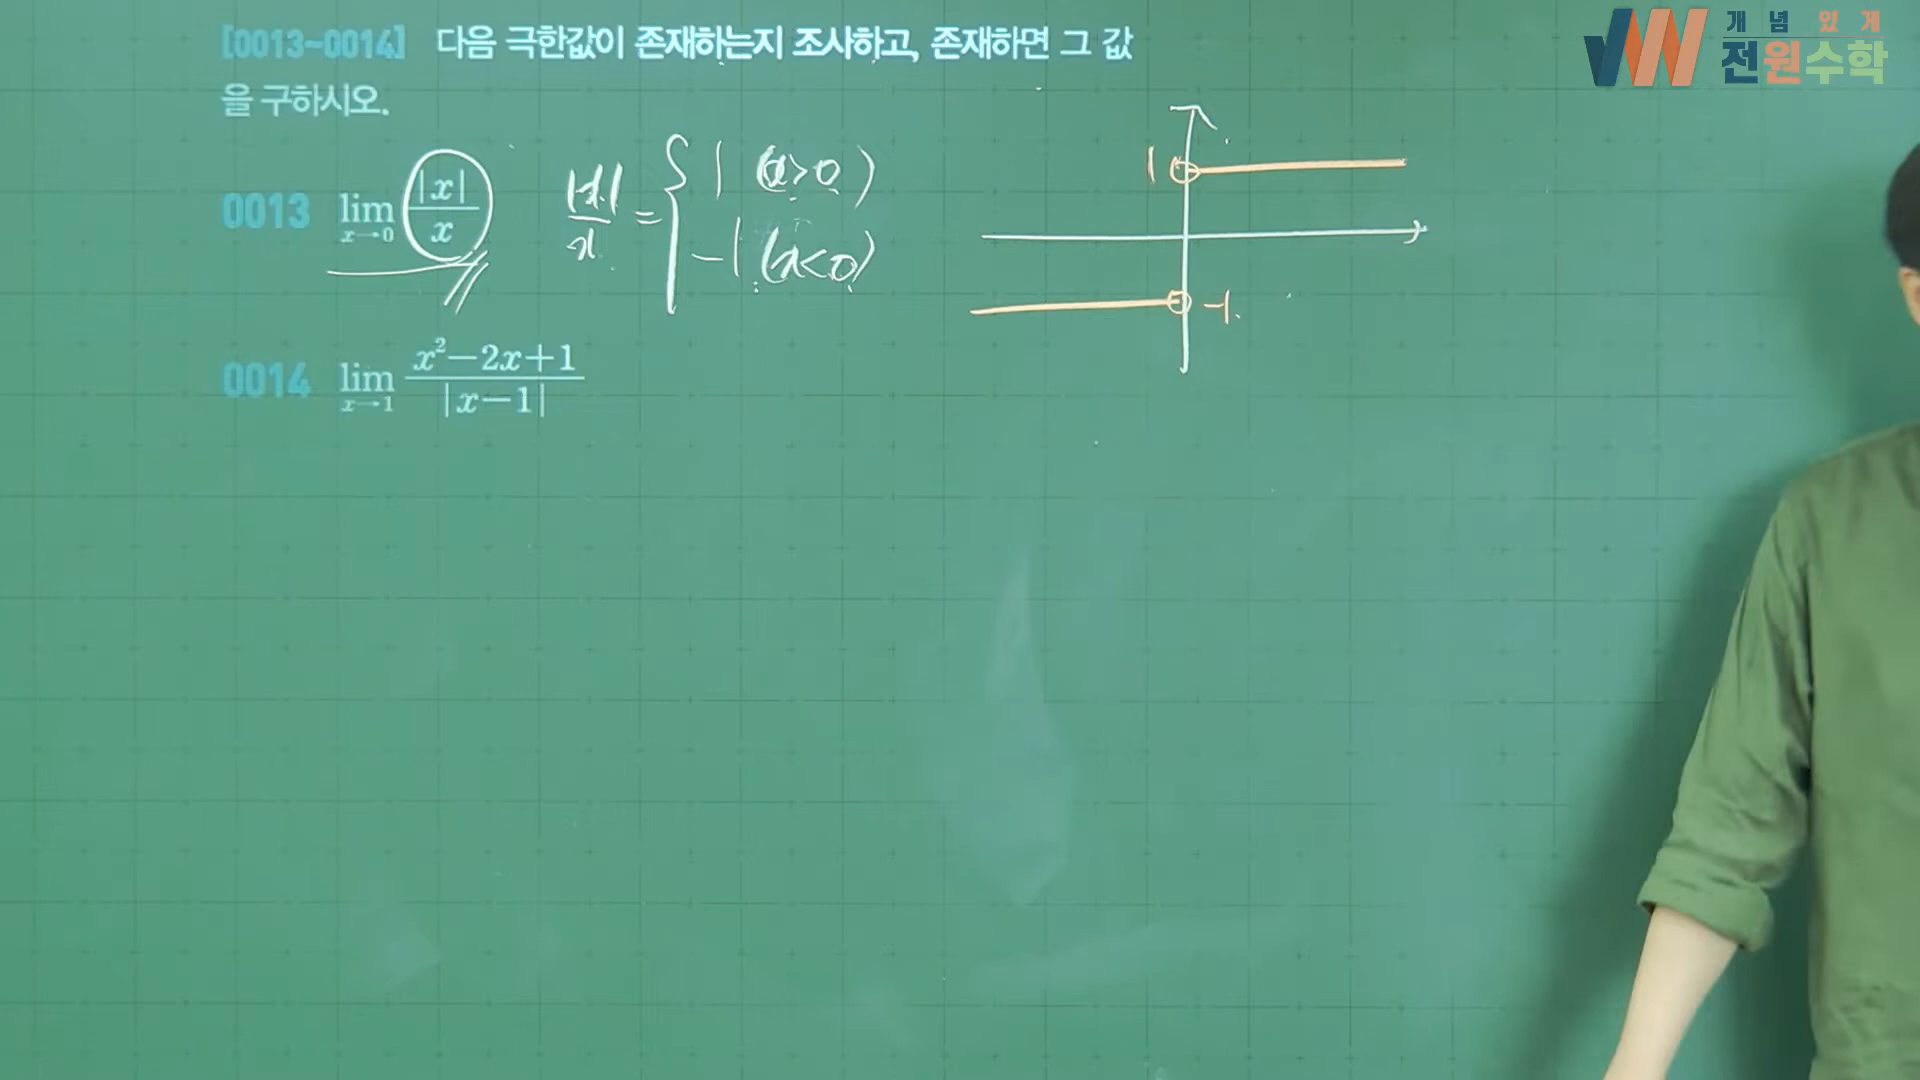 개념있게
전원수학
[0013~0014] 다음 극한값이 존재하는지 조사하고, 존재하면 그 값
을 구하시오.
0013 lim x→0 |x|/x
|x|/x = { 1 (x>0)
-1 (x<0)
1
-1
0014 lim x→1 x²-2x+1/|x-1|